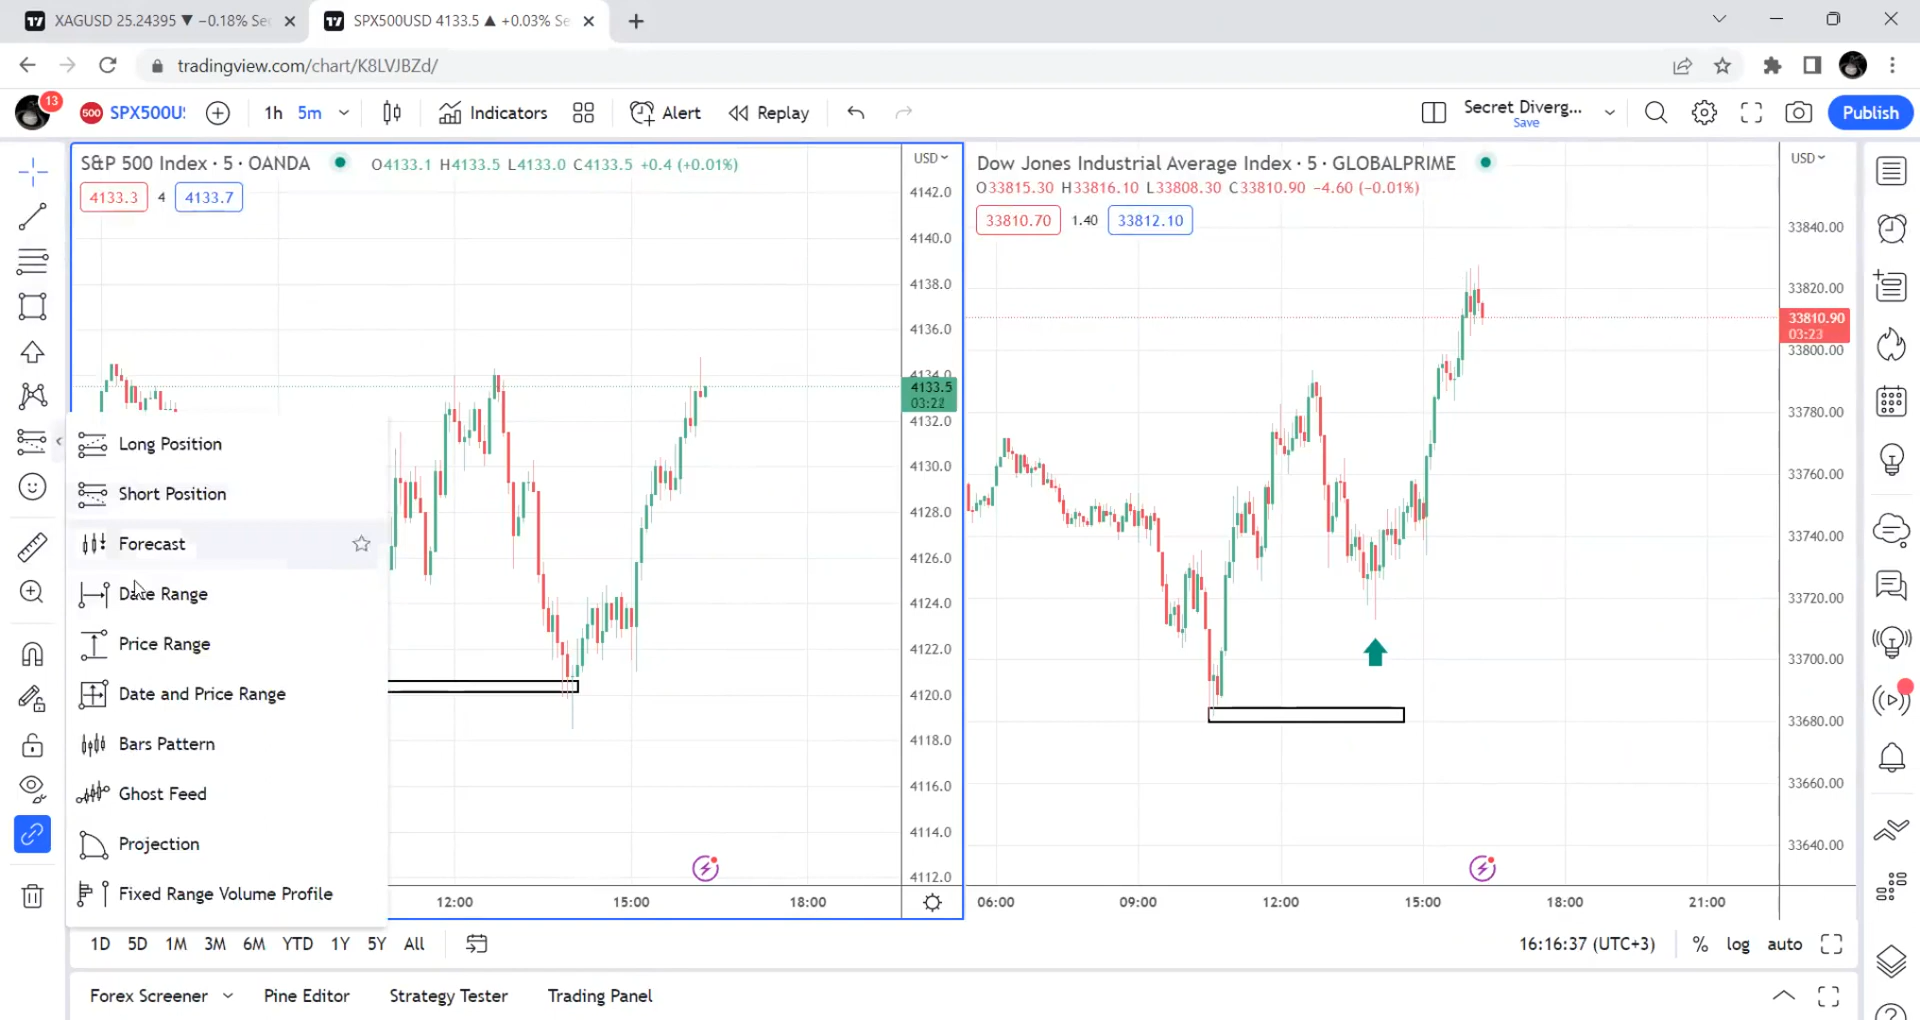 XAGUSD 25.24395 ▼ −0.18% Se
SPX500USD 4133.5 ▲ +0.03% Se
tradingview.com/chart/K8LVJBZd/
13
500
SPX500U
1h
5m
Indicators
Alert
Replay
Secret Diverg...
Save
Publish
S&P 500 Index · 5 · OANDA
O4133.1 H4133.5 L4133.0 C4133.5 +0.4 (+0.01%)
4133.3
4
4133.7
USD
4142.0
4140.0
4138.0
4136.0
4134.0
4133.5
03:22
4132.0
4130.0
4128.0
4126.0
4124.0
4122.0
4120.0
4118.0
4116.0
4114.0
4112.0
Long Position
Short Position
Forecast
Date Range
Price Range
Date and Price Range
Bars Pattern
Ghost Feed
Projection
Fixed Range Volume Profile
12:00
15:00
18:00
Dow Jones Industrial Average Index · 5 · GLOBALPRIME
O33815.30 H33816.10 L33808.30 C33810.90 −4.60 (−0.01%)
33810.70
1.40
33812.10
USD
33840.00
33820.00
33810.90
03:23
33800.00
33780.00
33760.00
33740.00
33720.00
33700.00
33680.00
33660.00
33640.00
06:00
09:00
12:00
15:00
18:00
21:00
1D
5D
1M
3M
6M
YTD
1Y
5Y
All
16:16:37 (UTC+3)
%
log
auto
Forex Screener
Pine Editor
Strategy Tester
Trading Panel